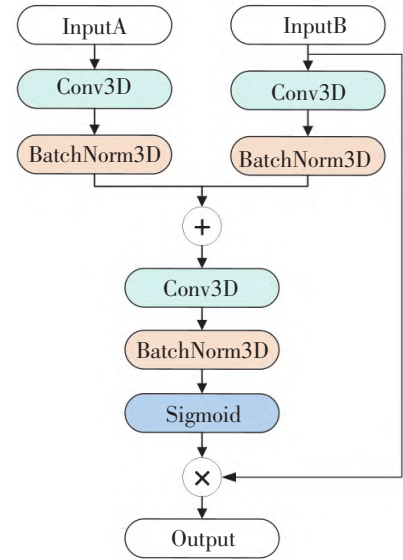 InputA
InputB
Conv3D
Conv3D
BatchNorm3D
BatchNorm3D
+
Conv3D
BatchNorm3D
Sigmoid
×
Output